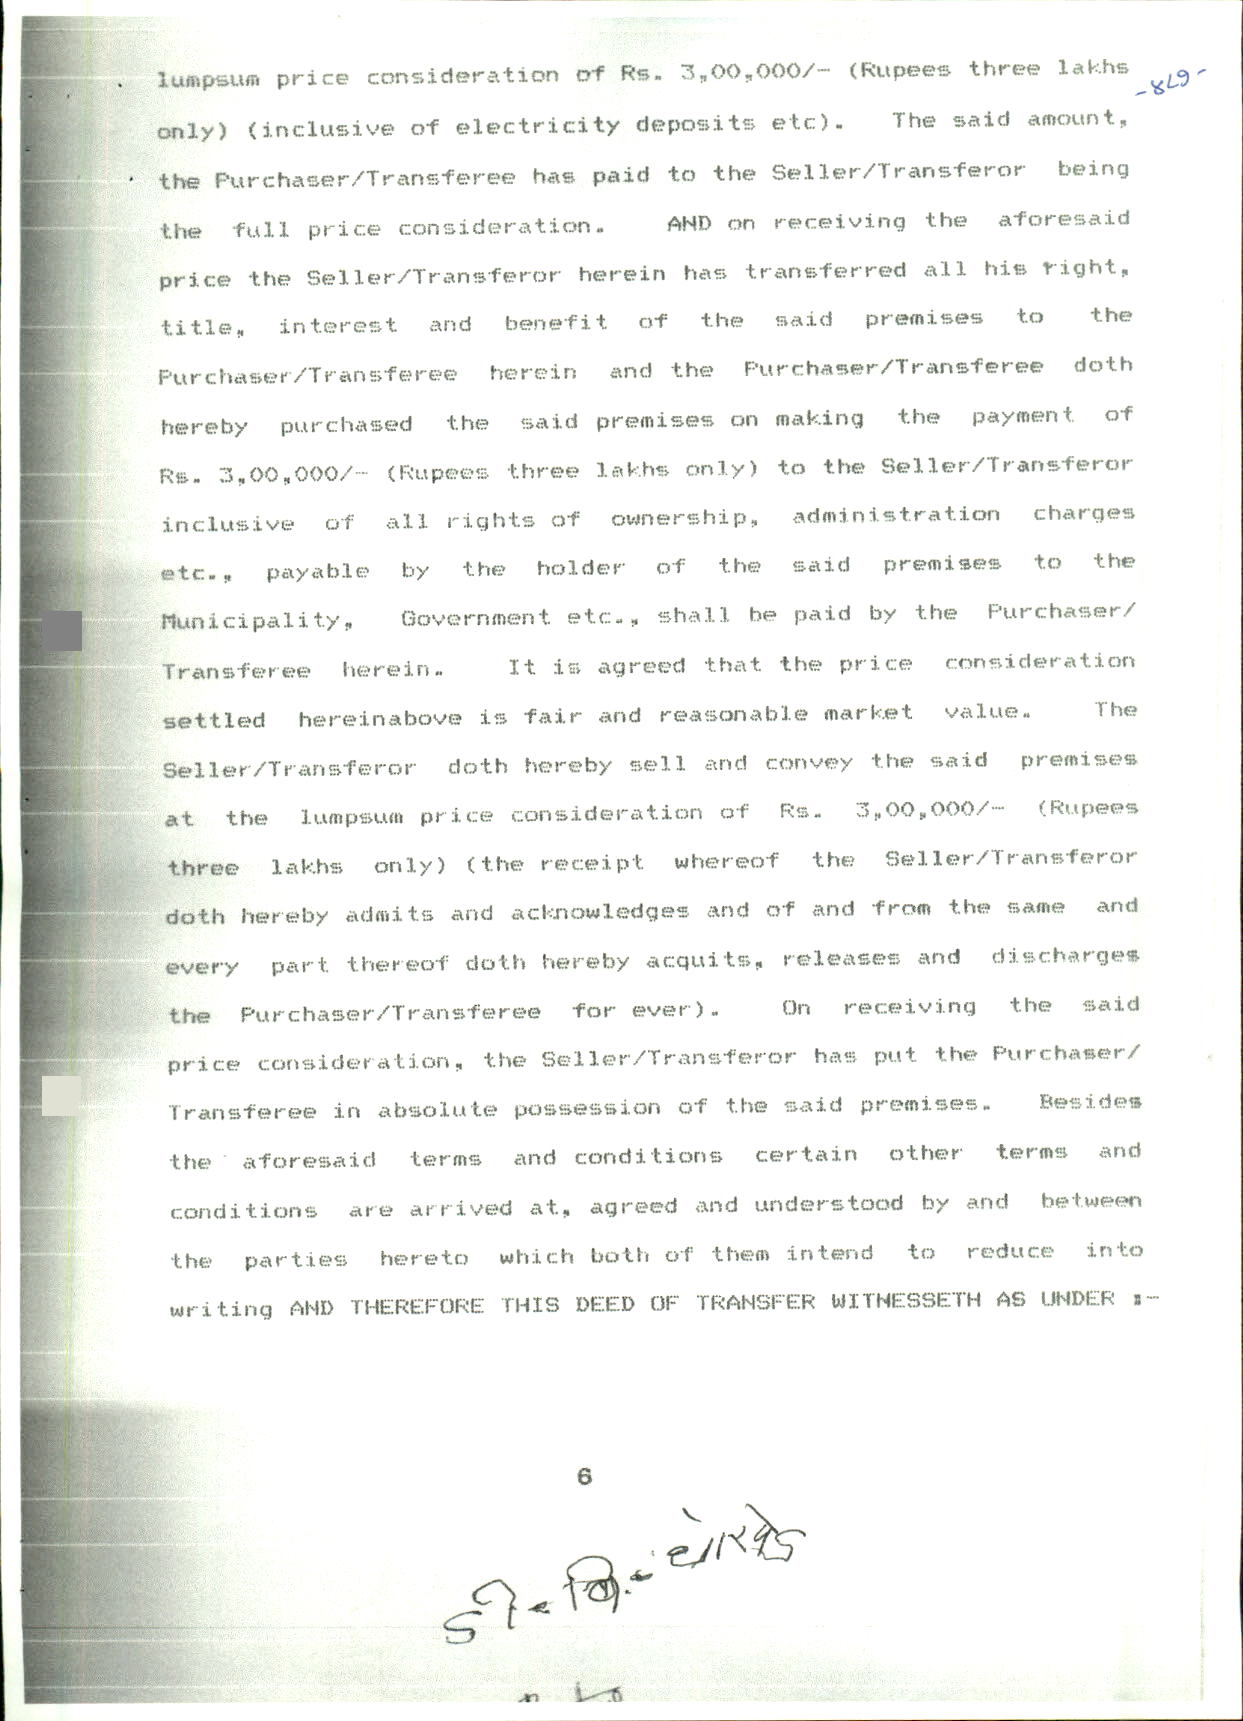 lumpsum price consideration of Rs. 3,00,000/- (Rupees three lakhs
only) (inclusive of electricity deposits etc). The said amount,
the Purchaser/Transferee has paid to the Seller/Transferor being
the full price consideration. AND on receiving the aforesaid
price the Seller/Transferor herein has transferred all his right,
title, interest and benefit of the said premises to the
Purchaser/Transferee herein and the Purchaser/Transferee doth
hereby purchased the said premises on making the payment of
Rs. 3,00,000/- (Rupees three lakhs only) to the Seller/Transferor
inclusive of all rights of ownership, administration charges
etc., payable by the holder of the said premises to the
Municipality, Government etc., shall be paid by the Purchaser/
Transferee herein. It is agreed that the price consideration
settled hereinabove is fair and reasonable market value. The
Seller/Transferor doth hereby sell and convey the said premises
at the lumpsum price consideration of Rs. 3,00,000/- (Rupees
three lakhs only) (the receipt whereof the Seller/Transferor
doth hereby admits and acknowledges and of and from the same and
every part thereof doth hereby acquits, releases and discharges
the Purchaser/Transferee for ever). On receiving the said
price consideration, the Seller/Transferor has put the Purchaser/
Transferee in absolute possession of the said premises. Besides
the aforesaid terms and conditions certain other terms and
conditions are arrived at, agreed and understood by and between
the parties hereto which both of them intend to reduce into
writing AND THEREFORE THIS DEED OF TRANSFER WITNESSETH AS UNDER :-
6